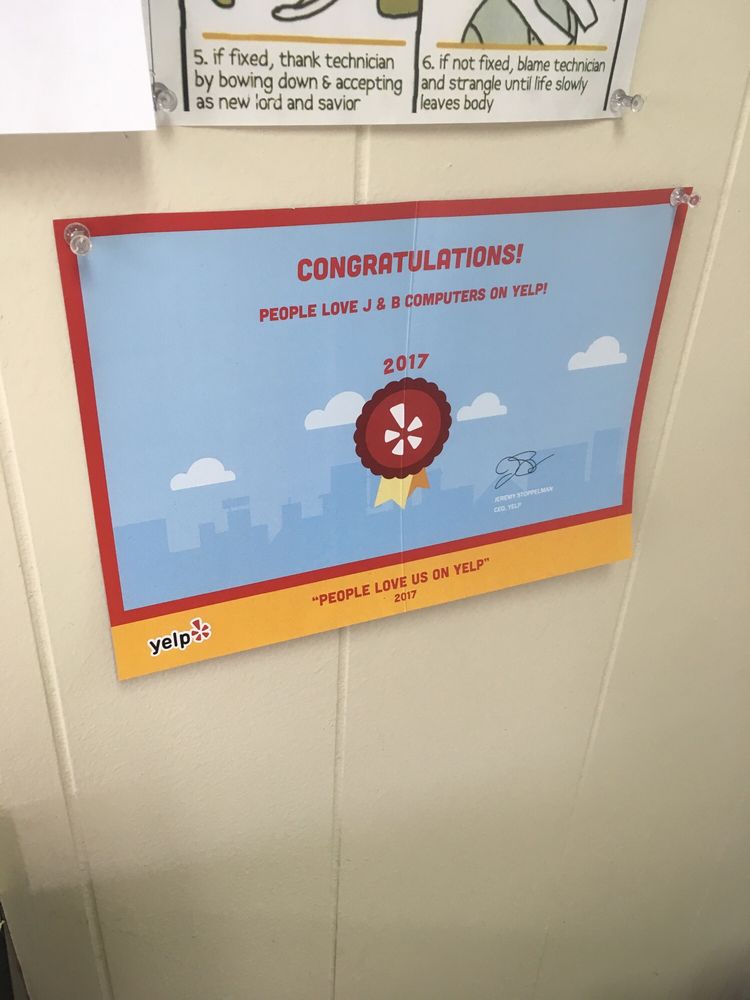 5. if fixed, thank technician
by bowing down & accepting
as new lord and savior
6. if not fixed, blame technician
and strangle until life slowly
leaves body
CONGRATULATIONS!
PEOPLE LOVE J & B COMPUTERS ON YELP!
2017
JEREMY STOPPELMAN
CEO, YELP
"PEOPLE LOVE US ON YELP"
2017
yelp